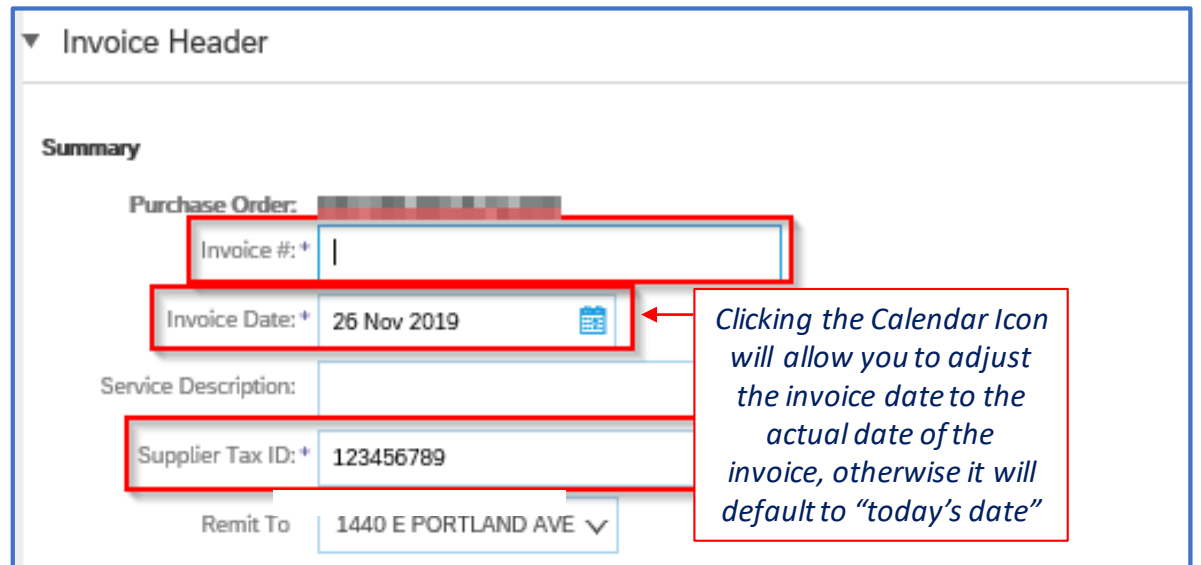 Invoice Header
Summary
Purchase Order:
Invoice #:*
Invoice Date:* 26 Nov 2019
Service Description:
Supplier Tax ID:* 123456789
Remit To 1440 E PORTLAND AVE
Clicking the Calendar Icon
will allow you to adjust
the invoice date to the
actual date of the
invoice, otherwise it will
default to “today’s date”